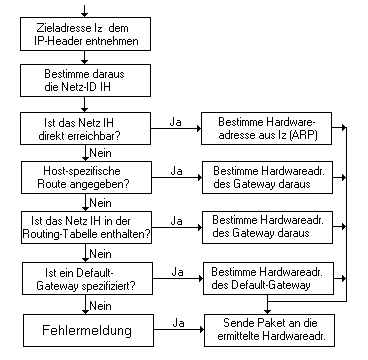 Zieladresse Iz dem
IP-Header entnehmen
Bestimme daraus
die Netz-ID IH
Ist das Netz IH
direkt erreichbar?
Ja
Bestimme Hardware-
adresse aus Iz (ARP)
Nein
Host-spezifische
Route angegeben?
Ja
Bestimme Hardwareadr.
des Gateway daraus
Nein
Ist das Netz IH in der
Routing-Tabelle enthalten?
Ja
Bestimme Hardwareadr.
des Gateway daraus
Nein
Ist ein Default-
Gateway spezifiziert?
Ja
Bestimme Hardwareadr.
des Default-Gateway
Nein
Fehlermeldung
Ja
Sende Paket an die
ermittelte Hardwareadr.